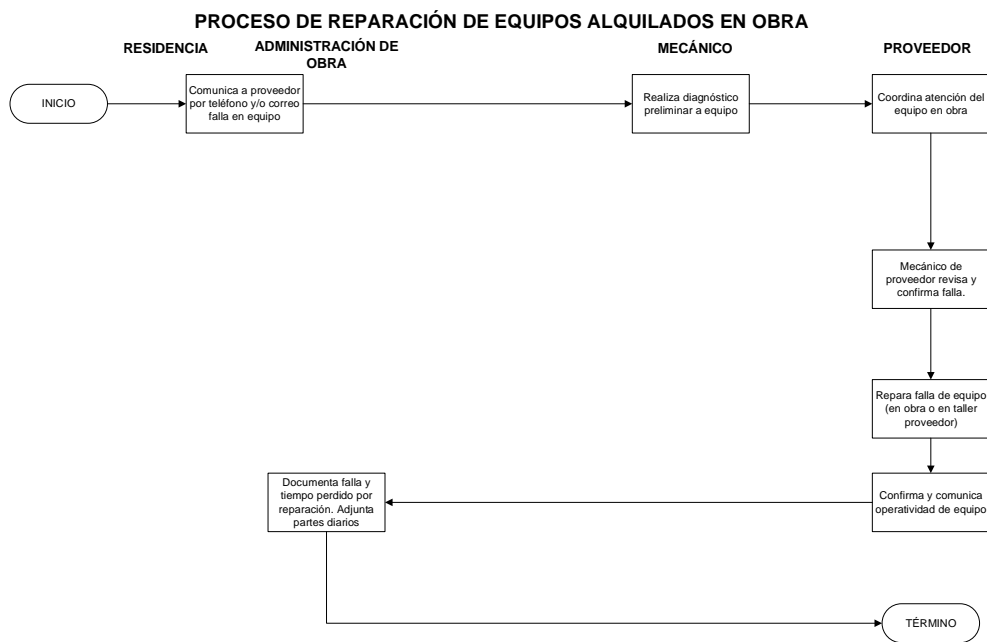 PROCESO DE REPARACIÓN DE EQUIPOS ALQUILADOS EN OBRA
RESIDENCIA
ADMINISTRACIÓN DE
OBRA
MECÁNICO
PROVEEDOR
INICIO
Comunica a proveedor
por teléfono y/o correo
falla en equipo
Realiza diagnóstico
preliminar a equipo
Coordina atención del
equipo en obra
Mecánico de
proveedor revisa y
confirma falla.
Repara falla de equipo
(en obra o en taller
proveedor)
Documenta falla y
tiempo perdido por
reparación. Adjunta
partes diarios
Confirma y comunica
operatividad de equipo
TÉRMINO